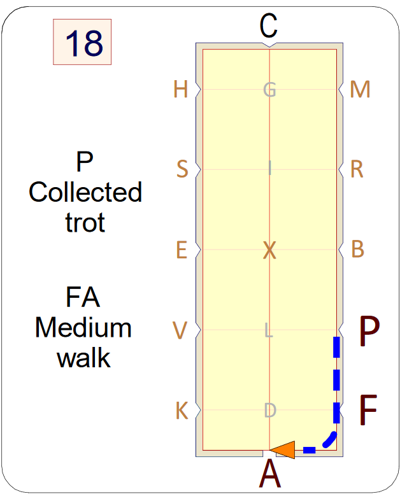 18
C
H G M
P
Collected
trot
S I R
E X B
FA
Medium
walk
V L P
K D F
A